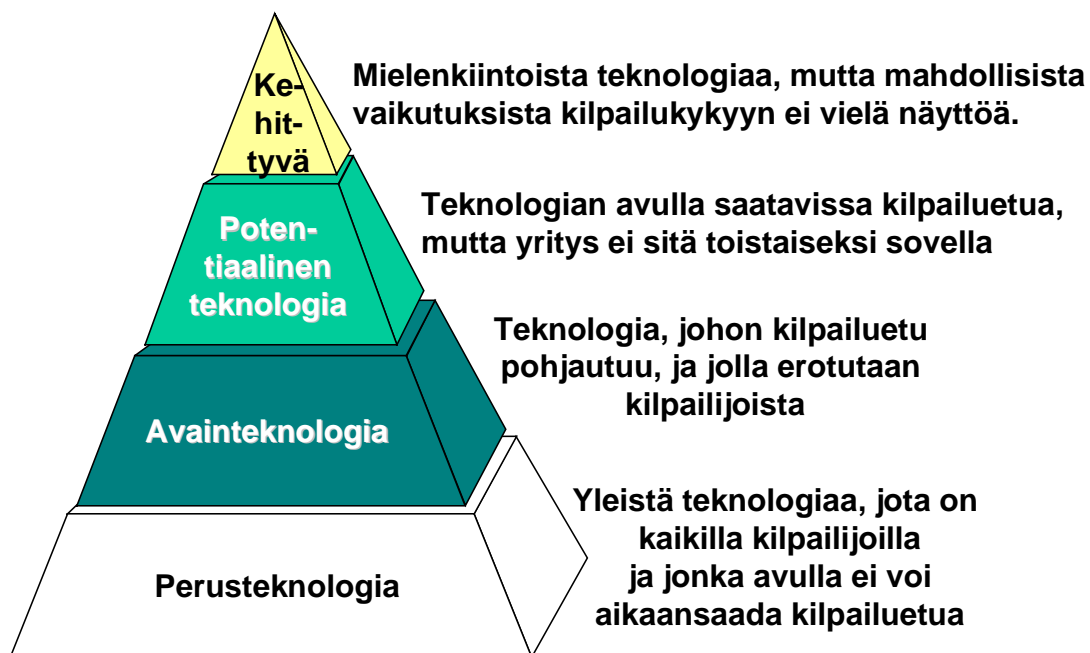 Ke-
hit-
tyvä
Mielenkiintoista teknologiaa, mutta mahdollisista
vaikutuksista kilpailukykyyn ei vielä näyttöä.
Poten-
tiaalinen
teknologia
Teknologian avulla saatavissa kilpailuetua,
mutta yritys ei sitä toistaiseksi sovella
Avainteknologia
Teknologia, johon kilpailuetu
pohjautuu, ja jolla erotutaan
kilpailijoista
Perusteknologia
Yleistä teknologiaa, jota on
kaikilla kilpailijoilla
ja jonka avulla ei voi
aikaansaada kilpailuetua